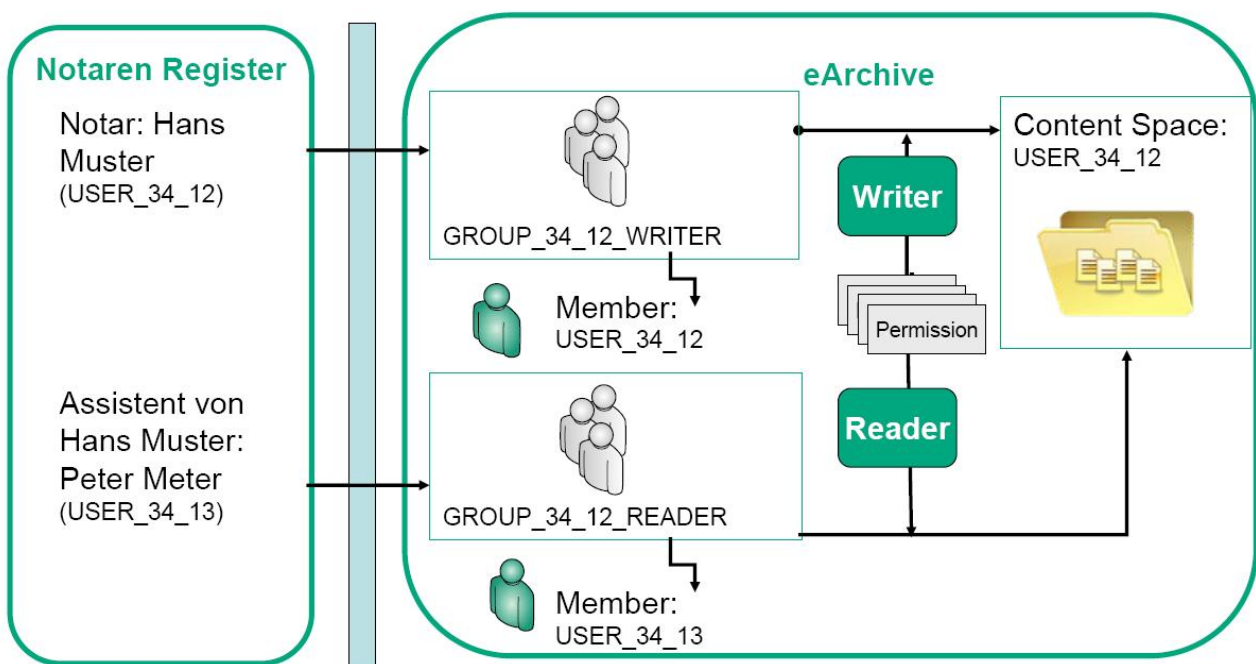 Notaren Register
Notar: Hans
Muster
(USER_34_12)
Assistent von
Hans Muster:
Peter Meter
(USER_34_13)
eArchive
GROUP_34_12_WRITER
Member:
USER_34_12
GROUP_34_12_READER
Member:
USER_34_13
Writer
Permission
Reader
Content Space:
USER_34_12